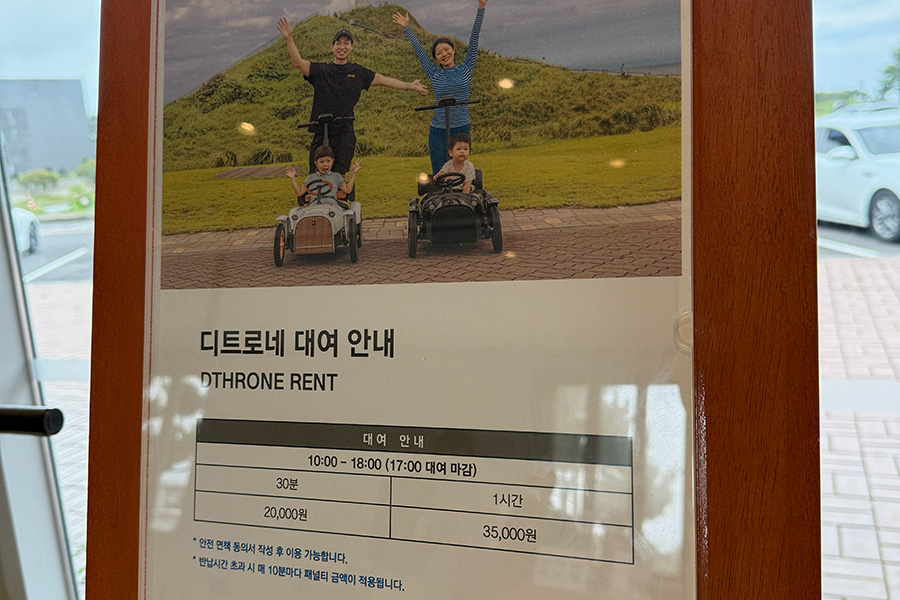 디트로네 대여 안내
DTHRONE RENT
대여 안내
10:00 – 18:00 (17:00 대여 마감)
30분
1시간
20,000원
35,000원
* 안전 면책 동의서 작성 후 이용 가능합니다.
* 반납시간 초과 시 매 10분마다 패널티 금액이 적용됩니다.